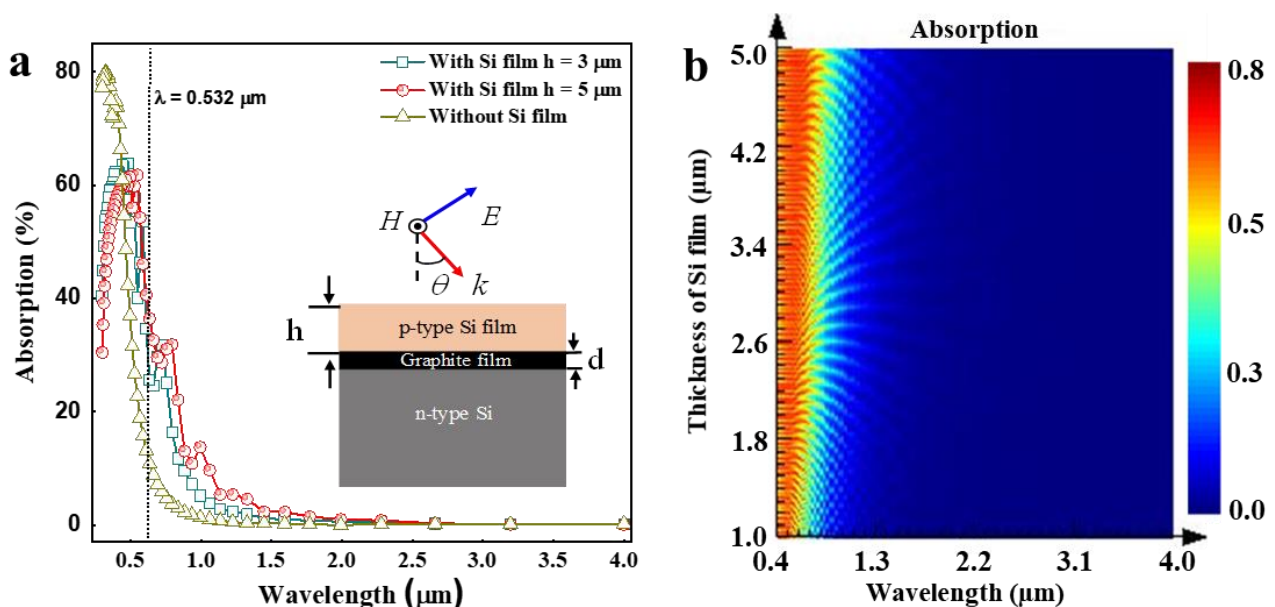 a
Absorption (%)
80
60
40
20
0
With Si film h = 3 μm
With Si film h = 5 μm
Without Si film
λ = 0.532 μm
H
E
θ
k
h
p-type Si film
Graphite film
d
n-type Si
0.5 1.0 1.5 2.0 2.5 3.0 3.5 4.0
Wavelength (μm)
b
Absorption
Thickness of Si film (μm)
5.0
4.2
3.4
2.6
1.8
1.0
0.4 1.3 2.2 3.1 4.0
Wavelength (μm)
0.8
0.5
0.3
0.0